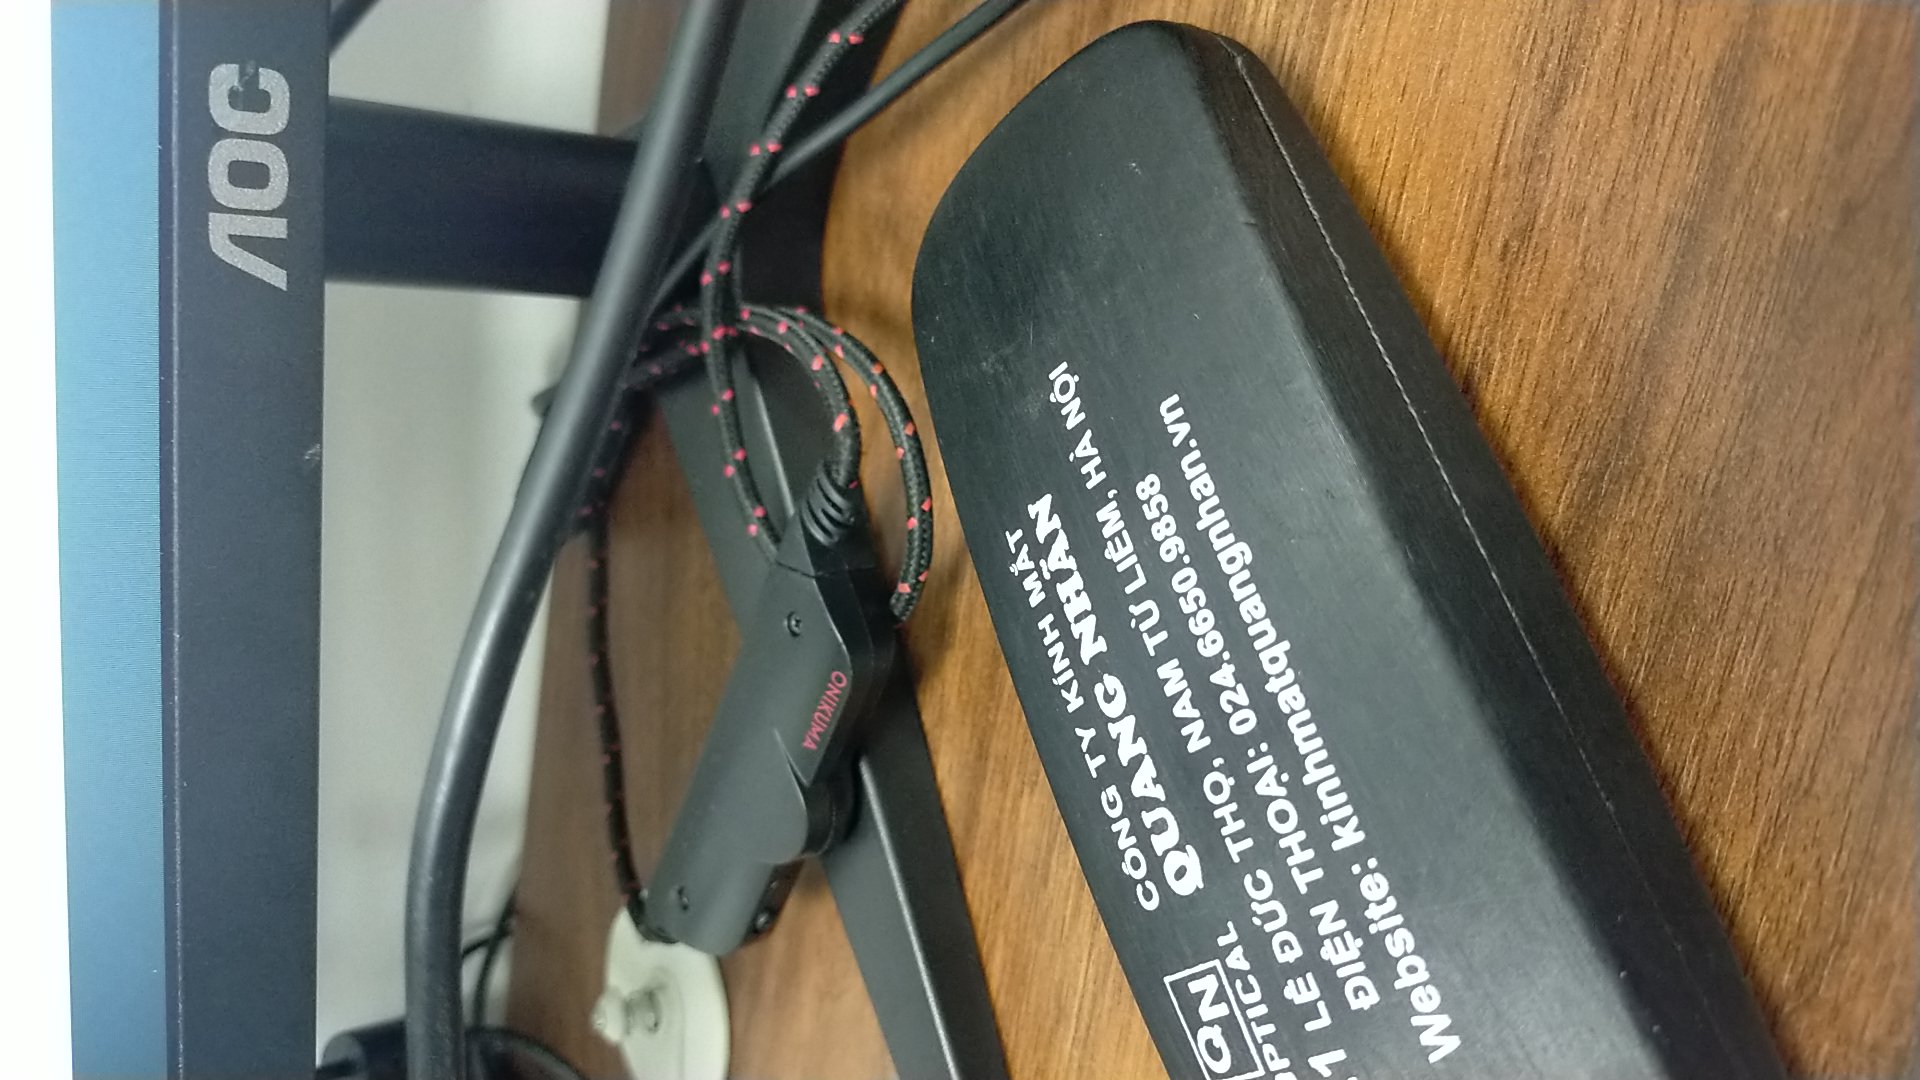 AOC
ONIKUMA
CÔNG TY KÍNH MẮT
QUANG NHÃN
QN
OPTICAL
1 LÊ ĐỨC THỌ, NAM TỪ LIÊM, HÀ NỘI
ĐIỆN THOẠI: 024.6650.9858
Website: kinhmatquangnhan.vn